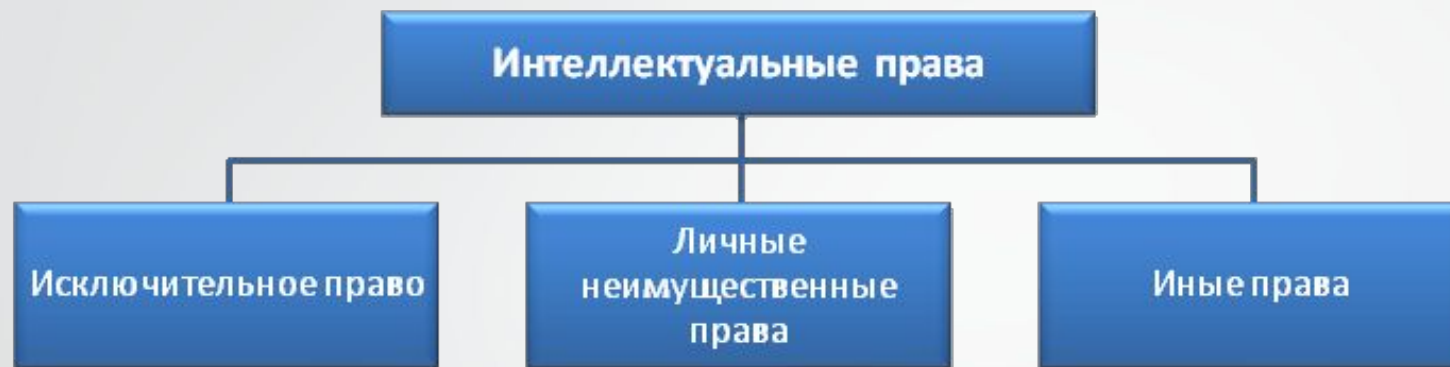 Интеллектуальные права
Исключительное право
Личные
неимущественные
права
Иные права